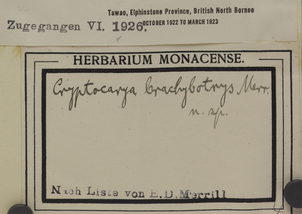 Tawao, Elphinstone Province, British North Borneo
OCTOBER 1922 TO MARCH 1923
Zugegangen VI. 1926.
HERBARIUM MONACENSE.
Cryptocarya brachybotrys Merr.
n. sp.
Nach Liste von E.D.Merrill